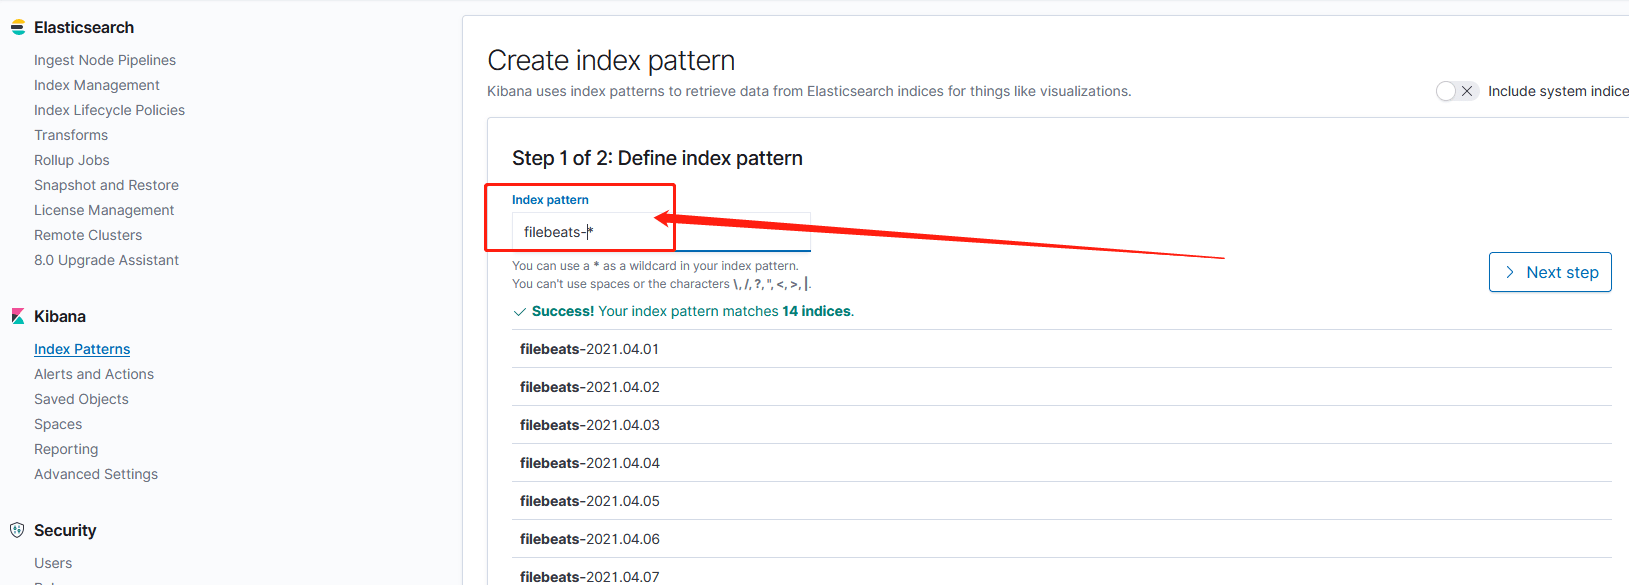 Elasticsearch
Ingest Node Pipelines
Index Management
Index Lifecycle Policies
Transforms
Rollup Jobs
Snapshot and Restore
License Management
Remote Clusters
8.0 Upgrade Assistant
Kibana
Index Patterns
Alerts and Actions
Saved Objects
Spaces
Reporting
Advanced Settings
Security
Users
Create index pattern
Kibana uses index patterns to retrieve data from Elasticsearch indices for things like visualizations.
Include system indice
Step 1 of 2: Define index pattern
Index pattern
filebeats-*
You can use a * as a wildcard in your index pattern.
You can't use spaces or the characters \, /, ?, ", <, >, |.
Next step
Success! Your index pattern matches 14 indices.
filebeats-2021.04.01
filebeats-2021.04.02
filebeats-2021.04.03
filebeats-2021.04.04
filebeats-2021.04.05
filebeats-2021.04.06
filebeats-2021.04.07